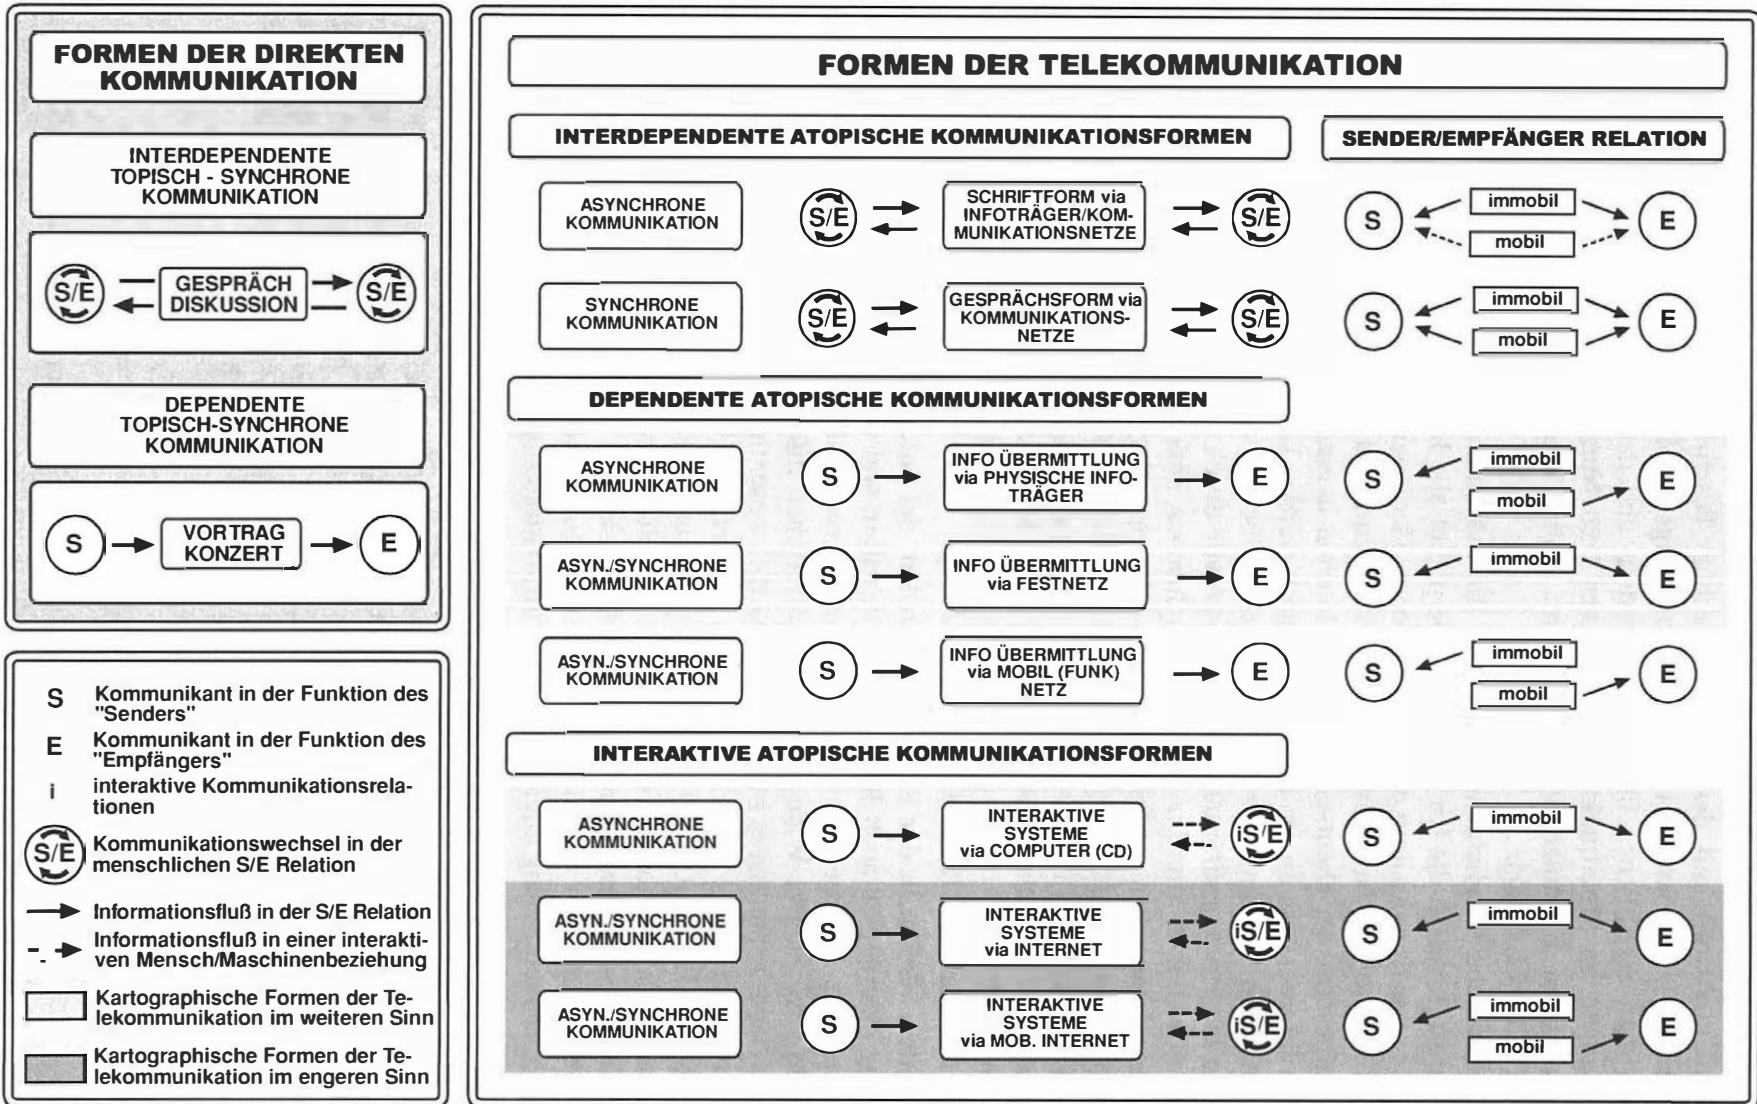 FORMEN DER DIREKTEN
KOMMUNIKATION
INTERDEPENDENTE
TOPISCH - SYNCHRONE
KOMMUNIKATION
S/E
GESPRÄCH
DISKUSSION
S/E
DEPENDENTE
TOPISCH-SYNCHRONE
KOMMUNIKATION
S
VORTRAG
KONZERT
E
S Kommunikant in der Funktion des
"Senders"
E Kommunikant in der Funktion des
"Empfängers"
i interaktive Kommunikationsrela-
tionen
S/E Kommunikationswechsel in der
menschlichen S/E Relation
Informationsfluß in der S/E Relation
Informationsfluß in einer interakti-
ven Mensch/Maschinenbeziehung
Kartographische Formen der Te-
lekommunikation im weiteren Sinn
Kartographische Formen der Te-
lekommunikation im engeren Sinn
FORMEN DER TELEKOMMUNIKATION
INTERDEPENDENTE ATOPISCHE KOMMUNIKATIONSFORMEN
SENDER/EMPFÄNGER RELATION
ASYNCHRONE
KOMMUNIKATION
S/E
SCHRIFTFORM via
INFOTRÄGER/KOM-
MUNIKATIONSNETZE
S/E
S
immobil
mobil
E
SYNCHRONE
KOMMUNIKATION
S/E
GESPRÄCHSFORM via
KOMMUNIKATIONS-
NETZE
S/E
S
immobil
mobil
E
DEPENDENTE ATOPISCHE KOMMUNIKATIONSFORMEN
ASYNCHRONE
KOMMUNIKATION
S
INFO ÜBERMITTLUNG
via PHYSISCHE INFO-
TRÄGER
E
S
immobil
mobil
E
ASYN./SYNCHRONE
KOMMUNIKATION
S
INFO ÜBERMITTLUNG
via FESTNETZ
E
S
immobil
E
ASYN./SYNCHRONE
KOMMUNIKATION
S
INFO ÜBERMITTLUNG
via MOBIL (FUNK)
NETZ
E
S
immobil
mobil
E
INTERAKTIVE ATOPISCHE KOMMUNIKATIONSFORMEN
ASYNCHRONE
KOMMUNIKATION
S
INTERAKTIVE
SYSTEME
via COMPUTER (CD)
iS/E
S
immobil
E
ASYN./SYNCHRONE
KOMMUNIKATION
S
INTERAKTIVE
SYSTEME
via INTERNET
iS/E
S
immobil
E
ASYN./SYNCHRONE
KOMMUNIKATION
S
INTERAKTIVE
SYSTEME
via MOB. INTERNET
iS/E
S
immobil
mobil
E